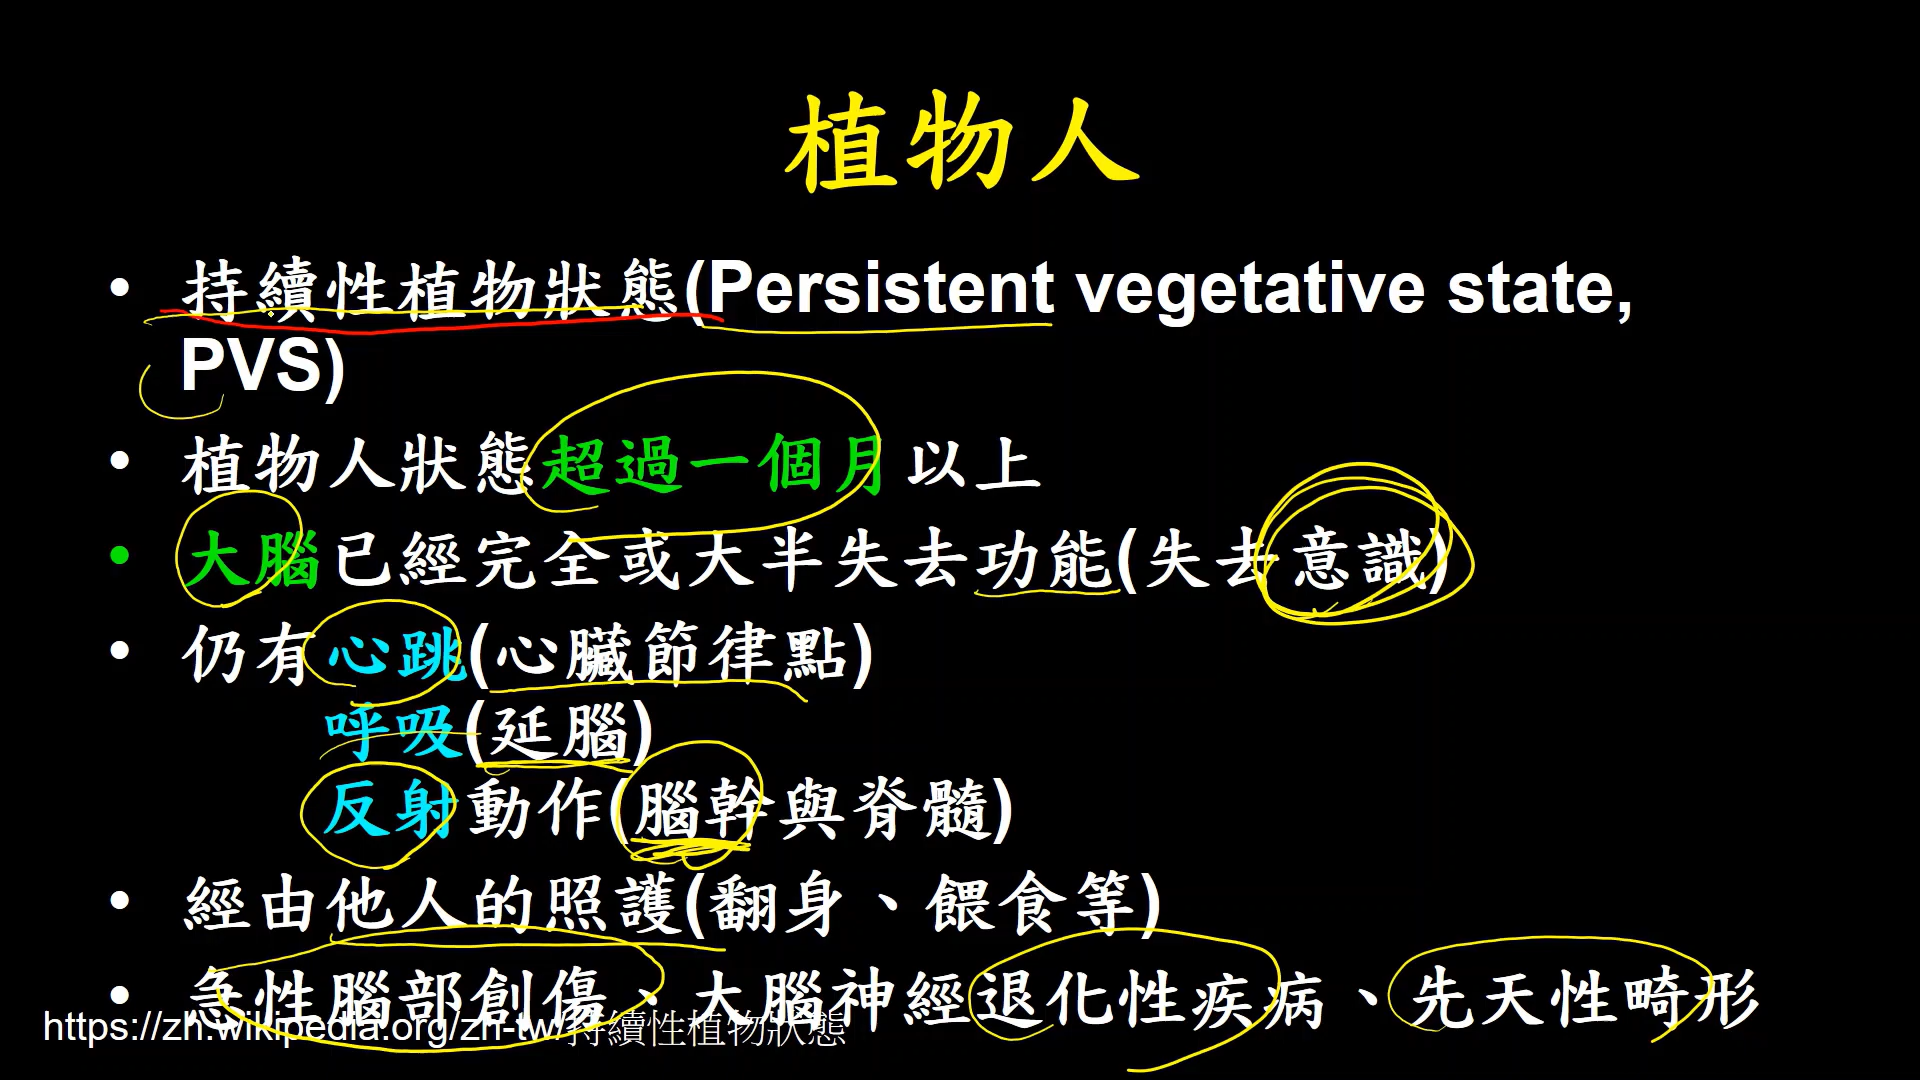 植物人
• 持續性植物狀態(Persistent vegetative state,
PVS)
• 植物人狀態超過一個月以上
• 大腦已經完全或大半失去功能(失去意識)
• 仍有心跳(心臟節律點)
呼吸(延腦)
反射動作(腦幹與脊髓)
• 經由他人的照護(翻身、餵食等)
• 急性腦部創傷、大腦神經退化性疾病、先天性畸形
https://zh.wikipedia.org/zh-tw/持續性植物狀態